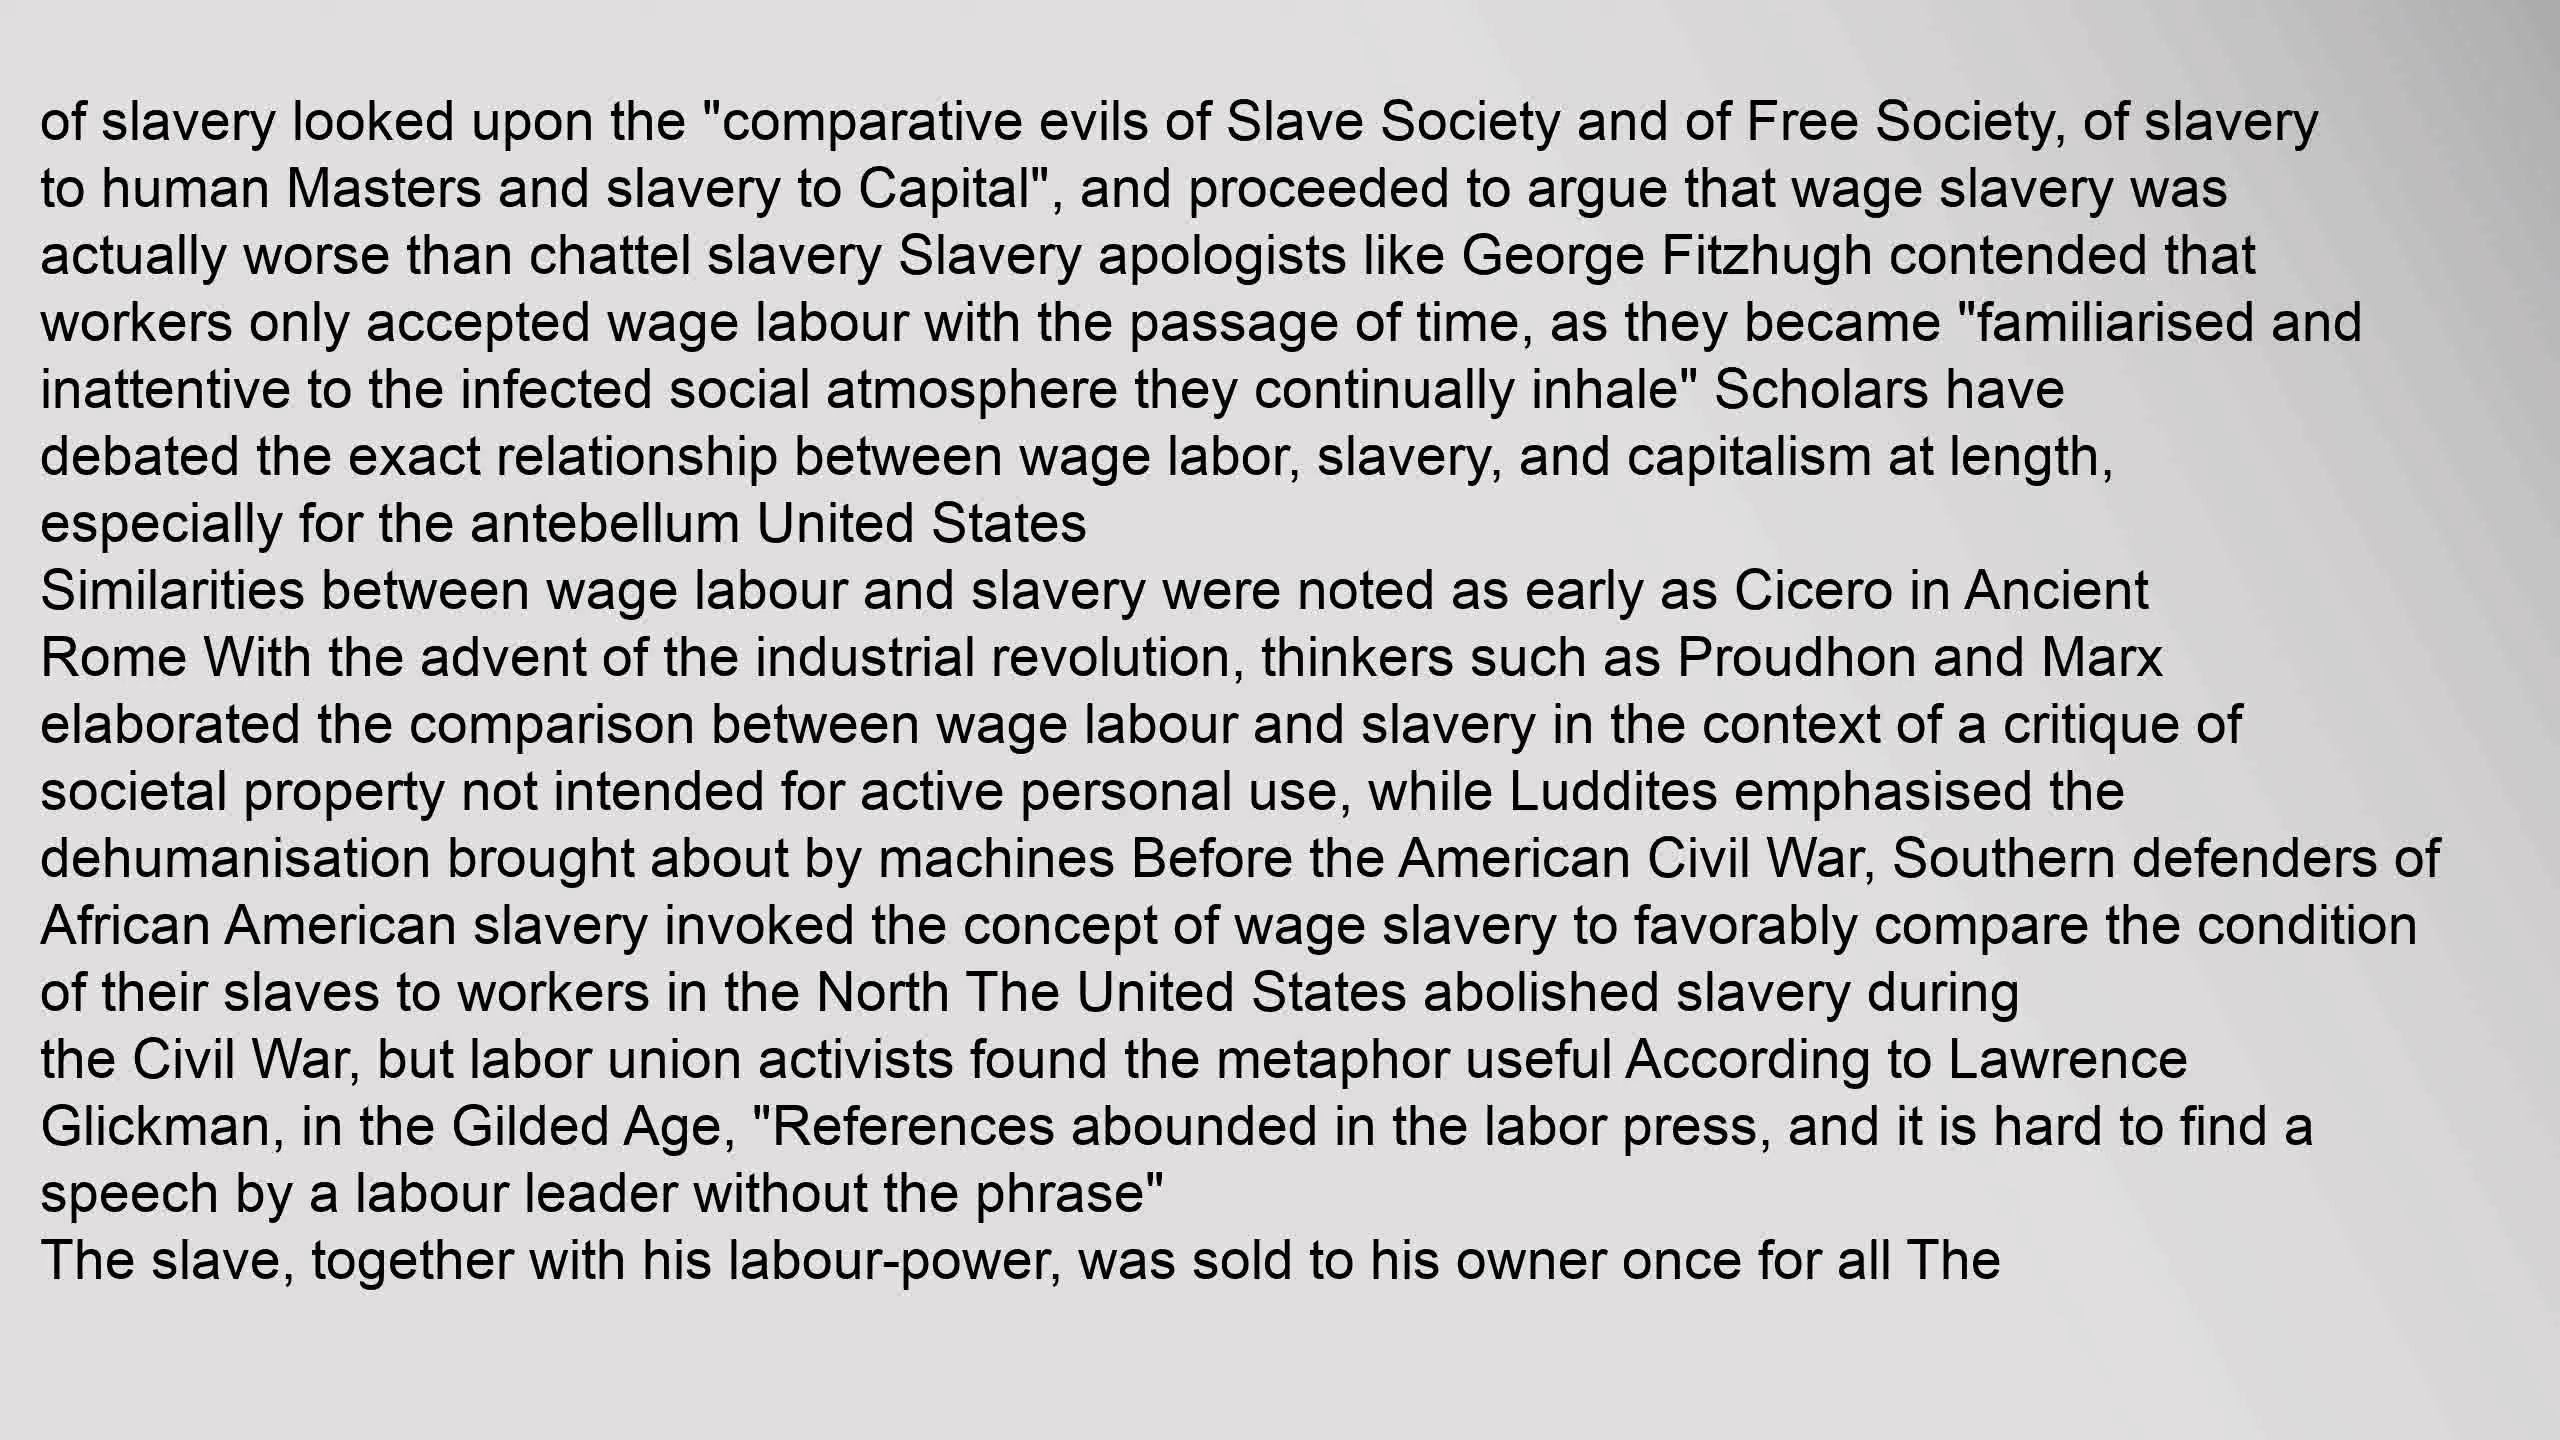 of slavery looked upon the "comparative evils of Slave Society and of Free Society, of slavery
to human Masters and slavery to Capital", and proceeded to argue that wage slavery was
actually worse than chattel slavery Slavery apologists like George Fitzhugh contended that
workers only accepted wage labour with the passage of time, as they became "familiarised and
inattentive to the infected social atmosphere they continually inhale" Scholars have
debated the exact relationship between wage labor, slavery, and capitalism at length,
especially for the antebellum United States
Similarities between wage labour and slavery were noted as early as Cicero in Ancient
Rome With the advent of the industrial revolution, thinkers such as Proudhon and Marx
elaborated the comparison between wage labour and slavery in the context of a critique of
societal property not intended for active personal use, while Luddites emphasised the
dehumanisation brought about by machines Before the American Civil War, Southern defenders of
African American slavery invoked the concept of wage slavery to favorably compare the condition
of their slaves to workers in the North The United States abolished slavery during
the Civil War, but labor union activists found the metaphor useful According to Lawrence
Glickman, in the Gilded Age, "References abounded in the labor press, and it is hard to find a
speech by a labour leader without the phrase"
The slave, together with his labour-power, was sold to his owner once for all The